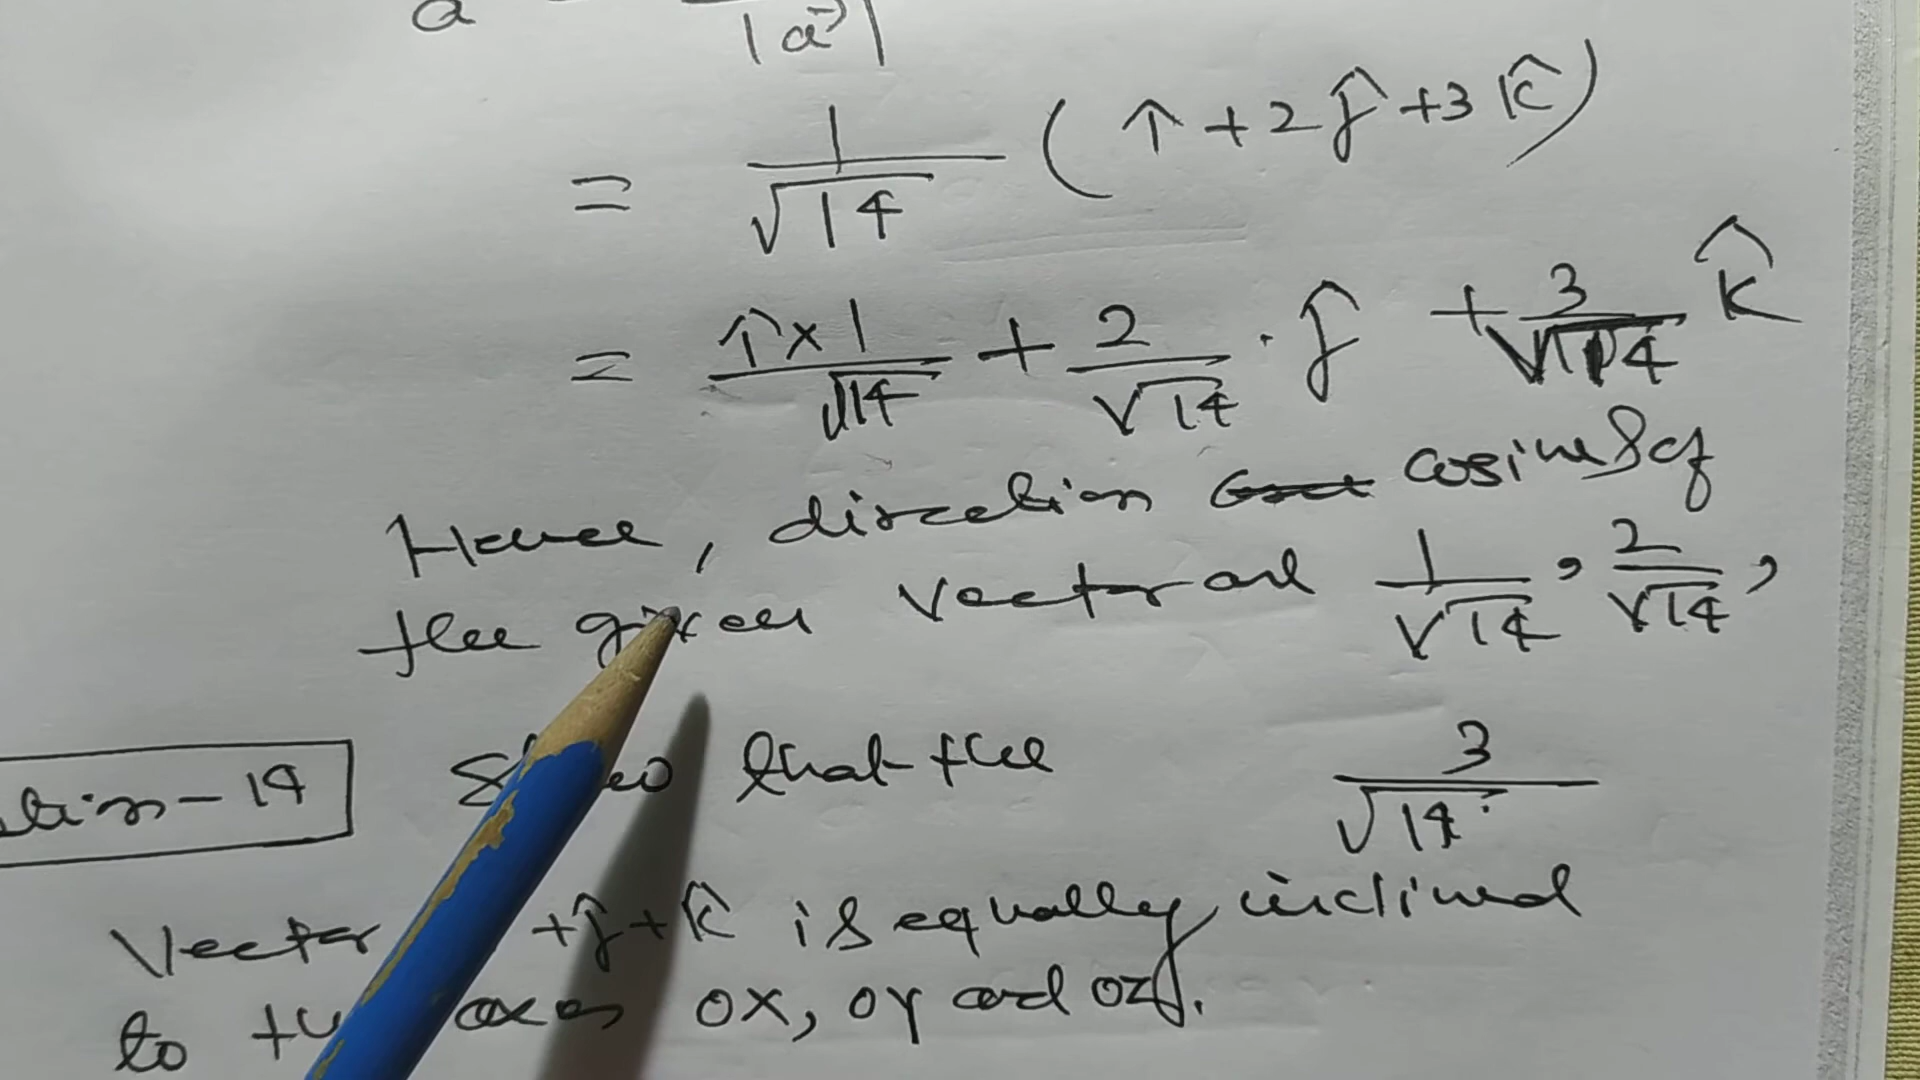 a |a⃗|
= 1/√14 (î + 2ĵ + 3k̂)
= î×1/√14 + 2/√14 · ĵ + 3/√14 k̂
Hence, direction cosines of
the given vector are 1/√14, 2/√14,
3/√14
-19 that the
Vector +ĵ+k̂ is equally inclined
to axes OX, OY and OZ.